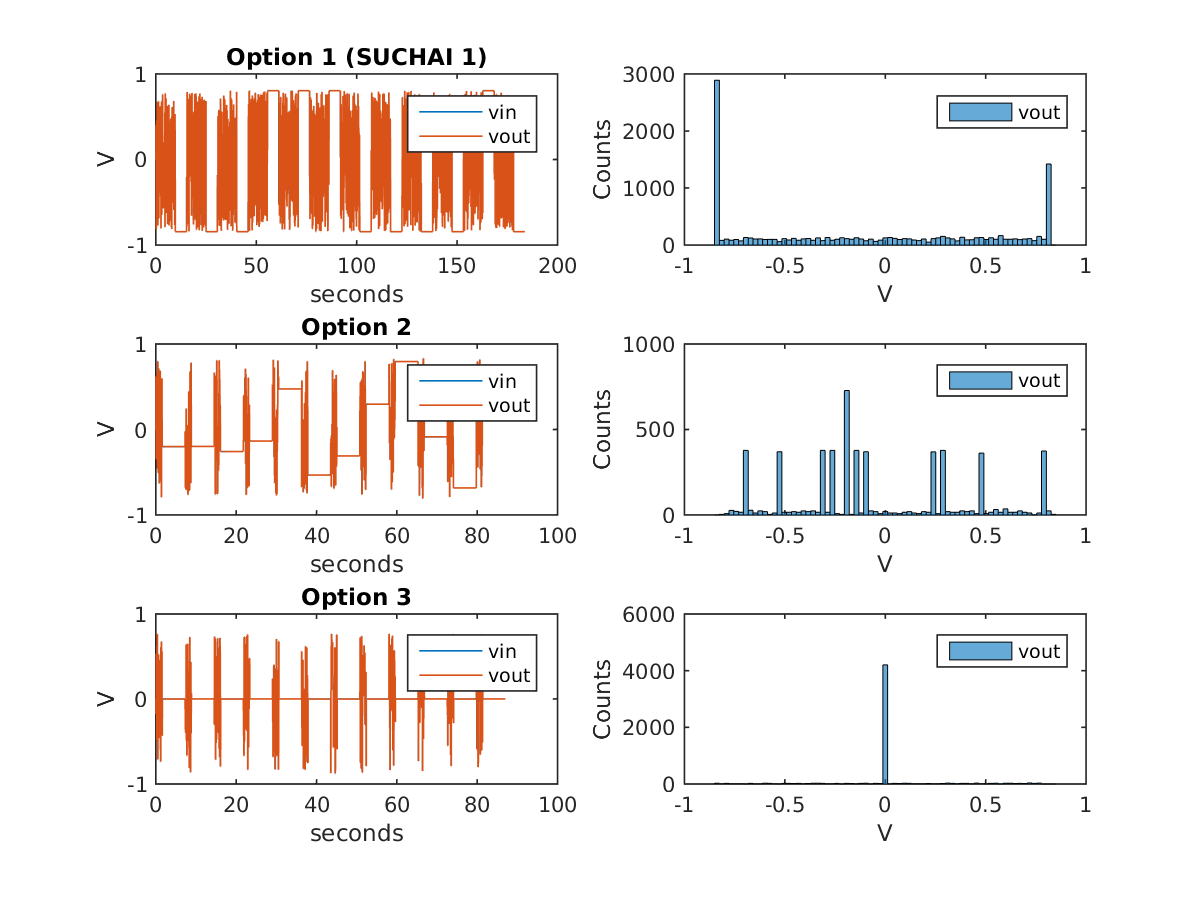 Option 1 (SUCHAI 1)
1
0
-1
V
vin
vout
0 50 100 150 200
seconds
3000
2000
1000
0
Counts
vout
-1 -0.5 0 0.5 1
V
Option 2
1
0
-1
V
vin
vout
0 20 40 60 80 100
seconds
1000
500
0
Counts
vout
-1 -0.5 0 0.5 1
V
Option 3
1
0
-1
V
vin
vout
0 20 40 60 80 100
seconds
6000
4000
2000
0
Counts
vout
-1 -0.5 0 0.5 1
V